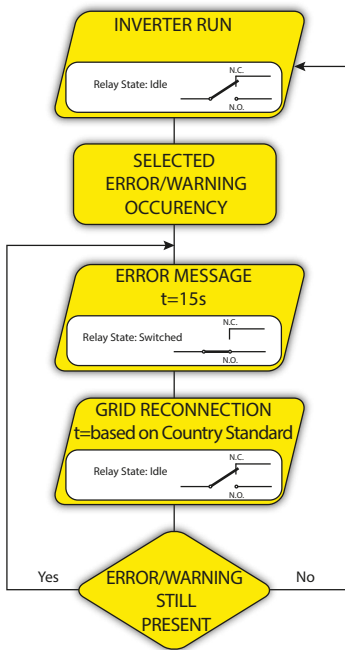 INVERTER RUN
N.C.
Relay State: Idle
N.O.
SELECTED
ERROR/WARNING
OCCURENCY
ERROR MESSAGE
t=15s
N.C.
Relay State: Switched
N.O.
GRID RECONNECTION
t=based on Country Standard
N.C.
Relay State: Idle
N.O.
Yes
ERROR/WARNING
No
STILL
PRESENT